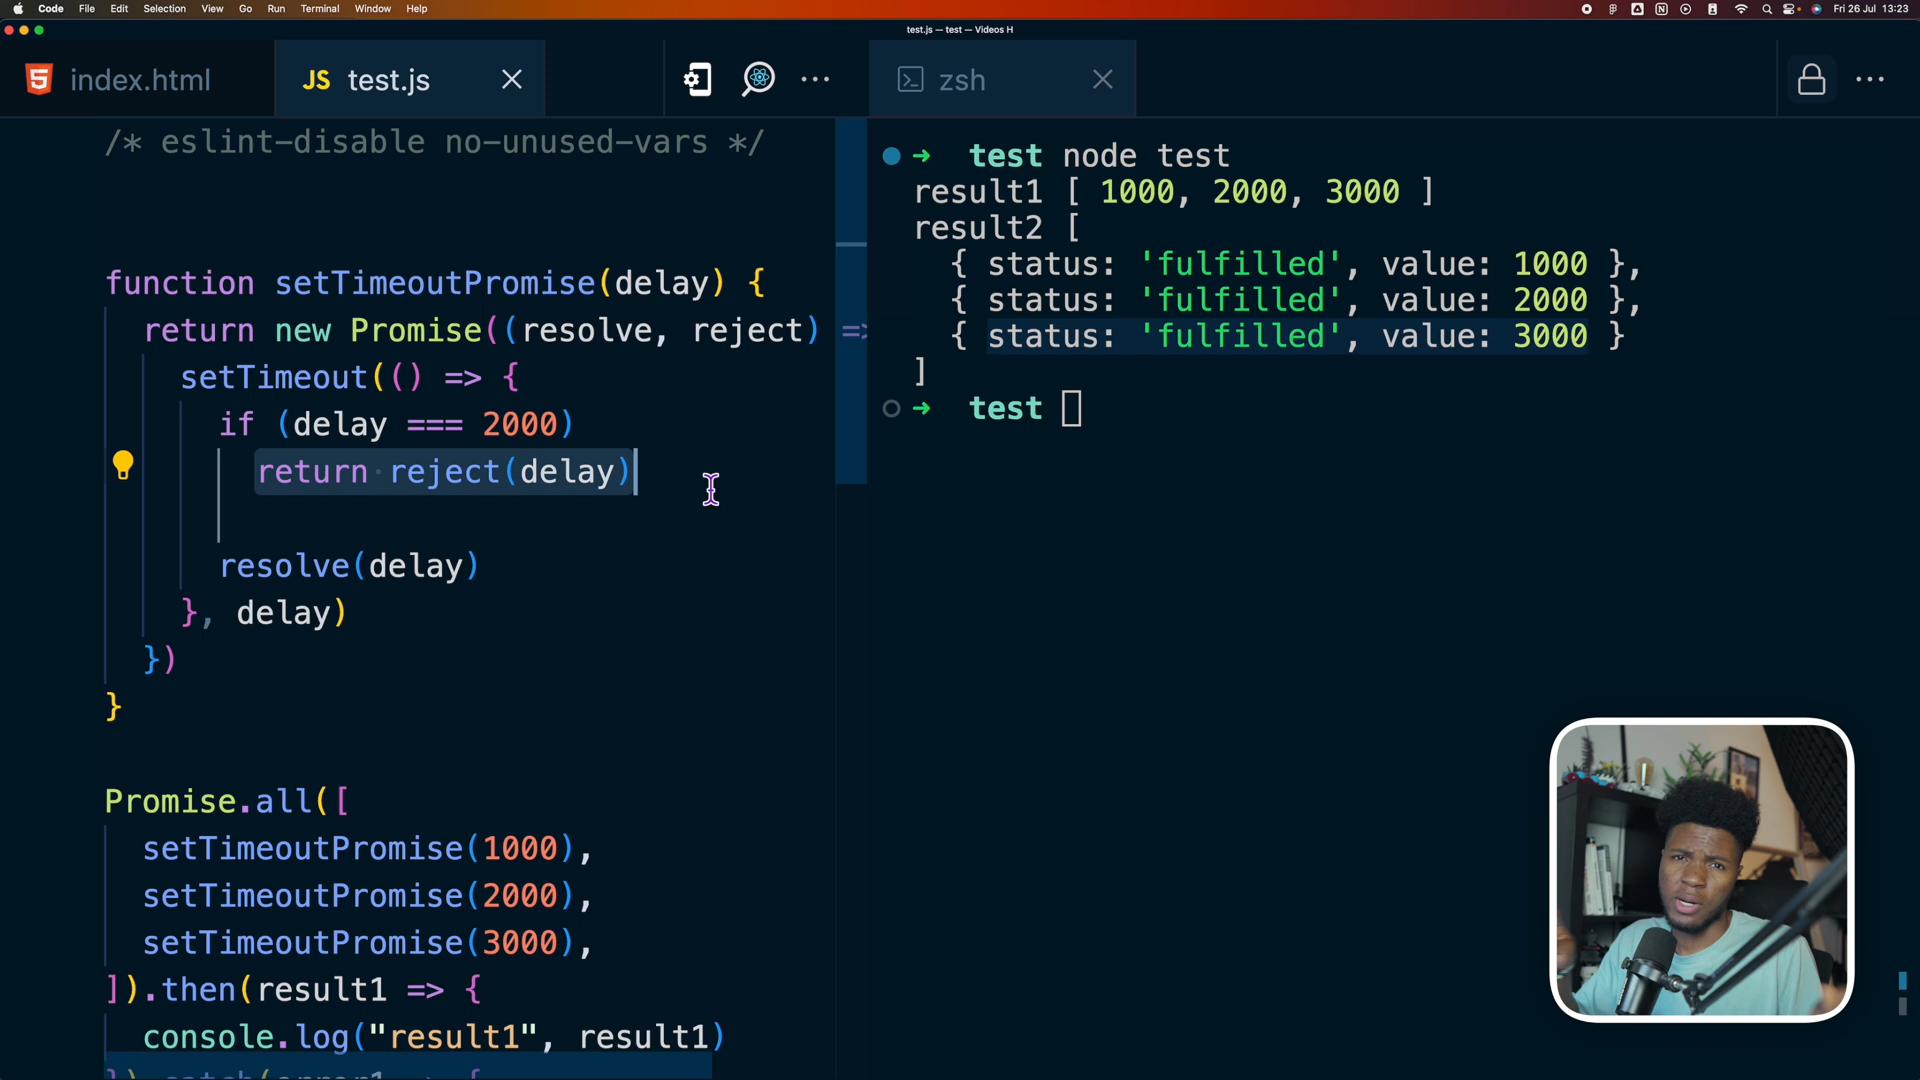 Code File Edit Selection View Go Run Terminal Window Help Fri 26 Jul 13:23
test.js — test — Videos H
index.html JS test.js zsh
/* eslint-disable no-unused-vars */
function setTimeoutPromise(delay) {
return new Promise((resolve, reject) =>
setTimeout(() => {
if (delay === 2000)
return reject(delay)
resolve(delay)
}, delay)
})
}
Promise.all([
setTimeoutPromise(1000),
setTimeoutPromise(2000),
setTimeoutPromise(3000),
]).then(result1 => {
console.log("result1", result1)
}).catch(error1 => {
→ test node test
result1 [ 1000, 2000, 3000 ]
result2 [
{ status: 'fulfilled', value: 1000 },
{ status: 'fulfilled', value: 2000 },
{ status: 'fulfilled', value: 3000 }
]
→ test